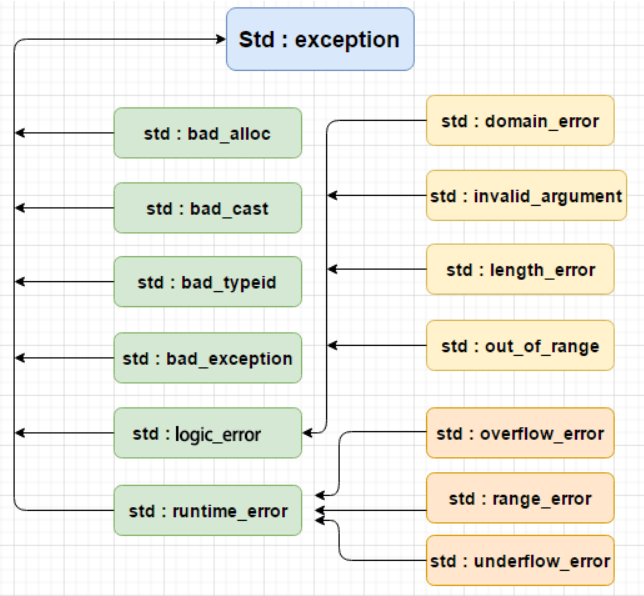 Std : exception
std : bad_alloc
std : bad_cast
std : bad_typeid
std : bad_exception
std : logic_error
std : runtime_error
std : domain_error
std : invalid_argument
std : length_error
std : out_of_range
std : overflow_error
std : range_error
std : underflow_error